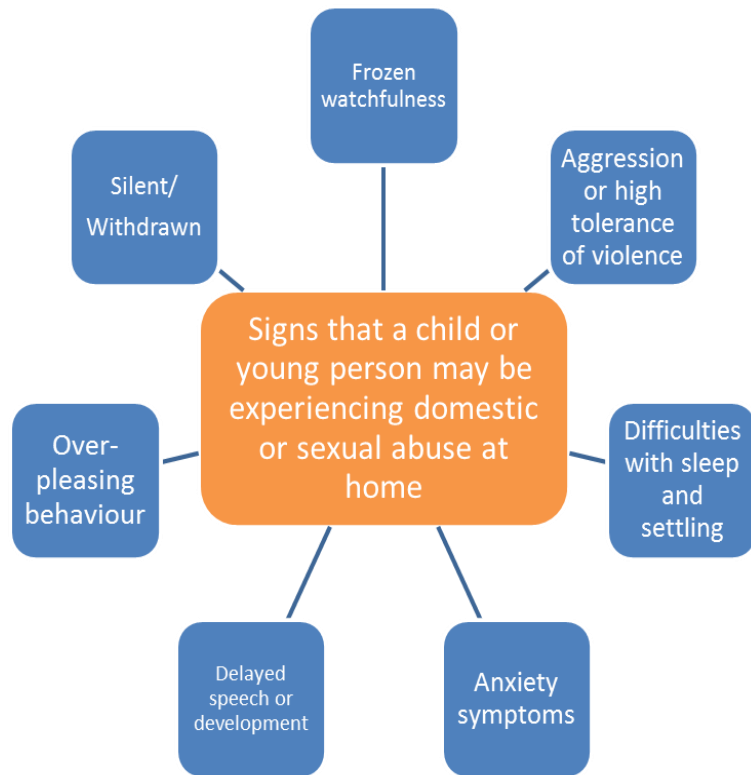 Frozen
watchfulness
Aggression
or high
tolerance
of violence
Silent/
Withdrawn
Signs that a child or
young person may be
experiencing domestic
or sexual abuse at
home
Difficulties
with sleep
and
settling
Over-
pleasing
behaviour
Delayed
speech or
development
Anxiety
symptoms